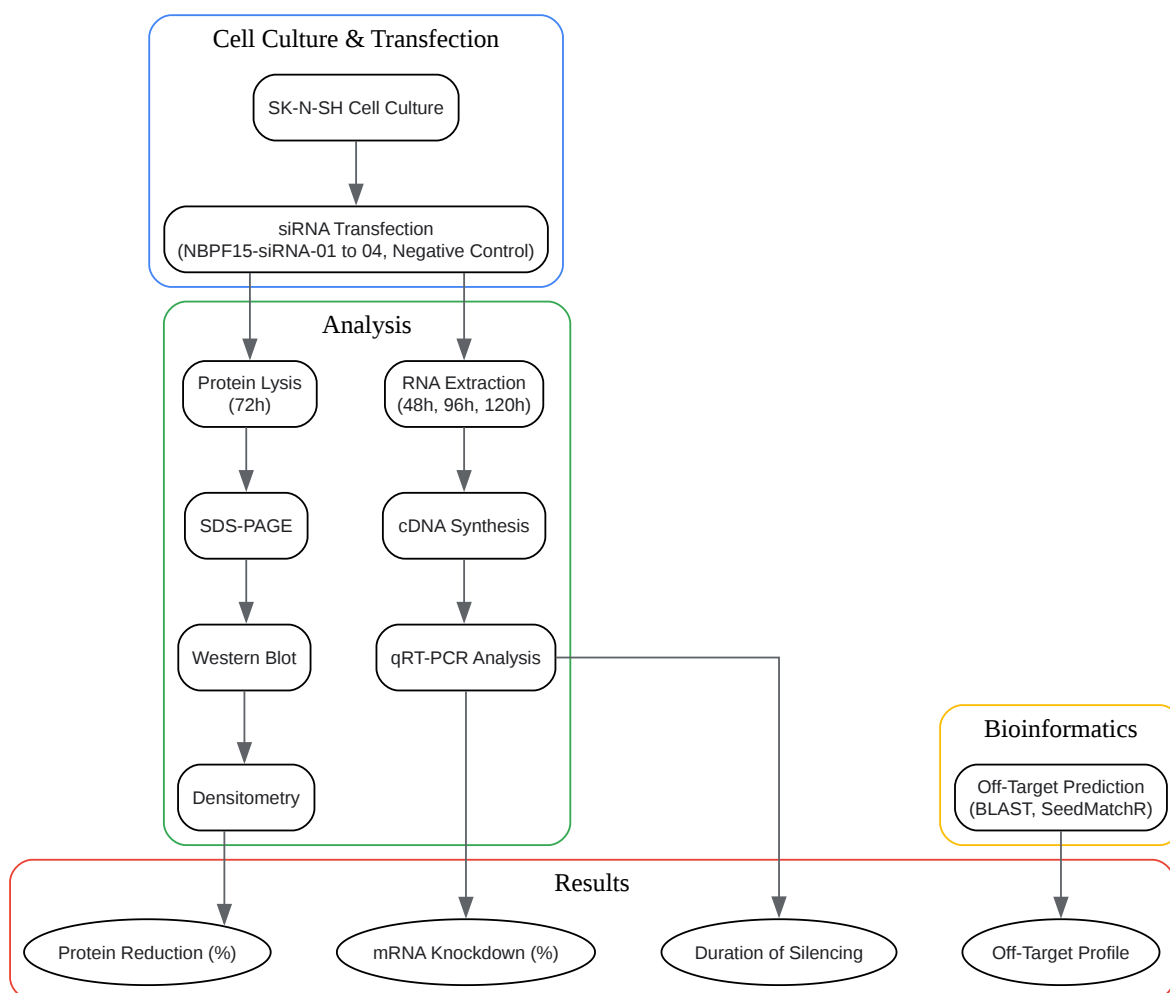 Cell Culture & Transfection
SK-N-SH Cell Culture
siRNA Transfection
(NBPF15-siRNA-01 to 04, Negative Control)
Analysis
Protein Lysis
(72h)
RNA Extraction
(48h, 96h, 120h)
SDS-PAGE
cDNA Synthesis
Western Blot
qRT-PCR Analysis
Densitometry
Bioinformatics
Off-Target Prediction
(BLAST, SeedMatchR)
Results
Protein Reduction (%)
mRNA Knockdown (%)
Duration of Silencing
Off-Target Profile